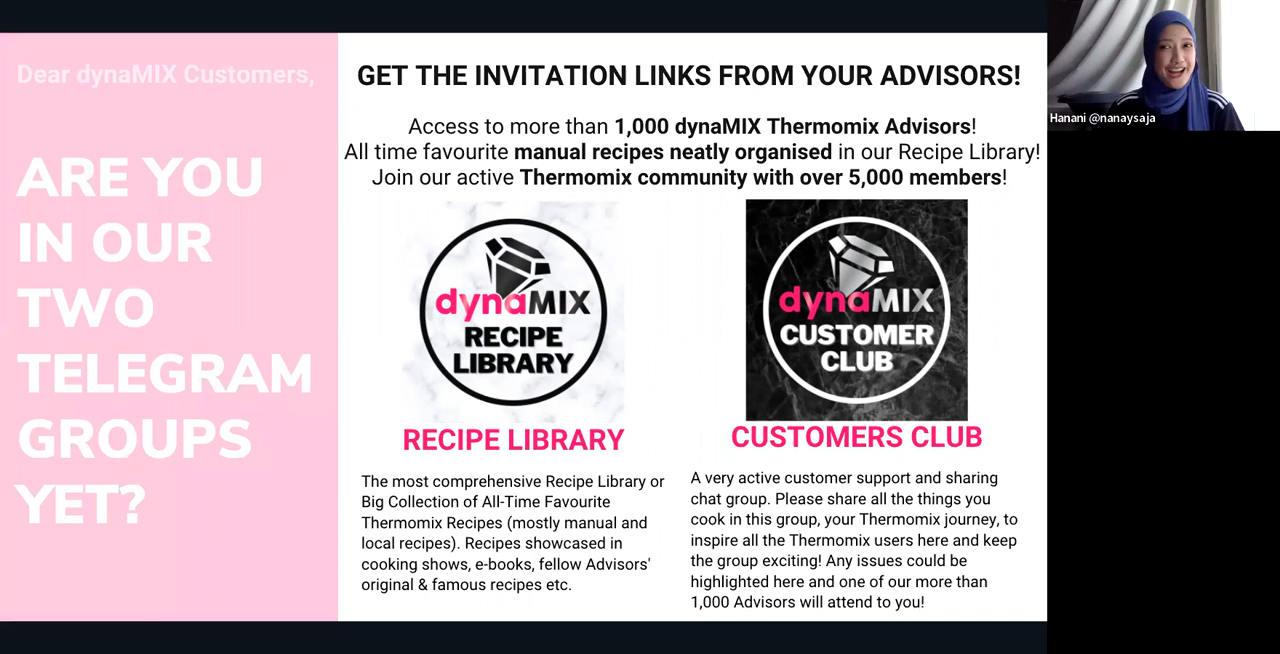 Dear dynaMIX Customers,
ARE YOU
IN OUR
TWO
TELEGRAM
GROUPS
YET?
GET THE INVITATION LINKS FROM YOUR ADVISORS!
Access to more than 1,000 dynaMIX Thermomix Advisors!
All time favourite manual recipes neatly organised in our Recipe Library!
Join our active Thermomix community with over 5,000 members!
dynaMIX
RECIPE
LIBRARY
RECIPE LIBRARY
The most comprehensive Recipe Library or
Big Collection of All-Time Favourite
Thermomix Recipes (mostly manual and
local recipes). Recipes showcased in
cooking shows, e-books, fellow Advisors'
original & famous recipes etc.
dynaMIX
CUSTOMER
CLUB
CUSTOMERS CLUB
A very active customer support and sharing
chat group. Please share all the things you
cook in this group, your Thermomix journey, to
inspire all the Thermomix users here and keep
the group exciting! Any issues could be
highlighted here and one of our more than
1,000 Advisors will attend to you!
Hanani @nanaysaja